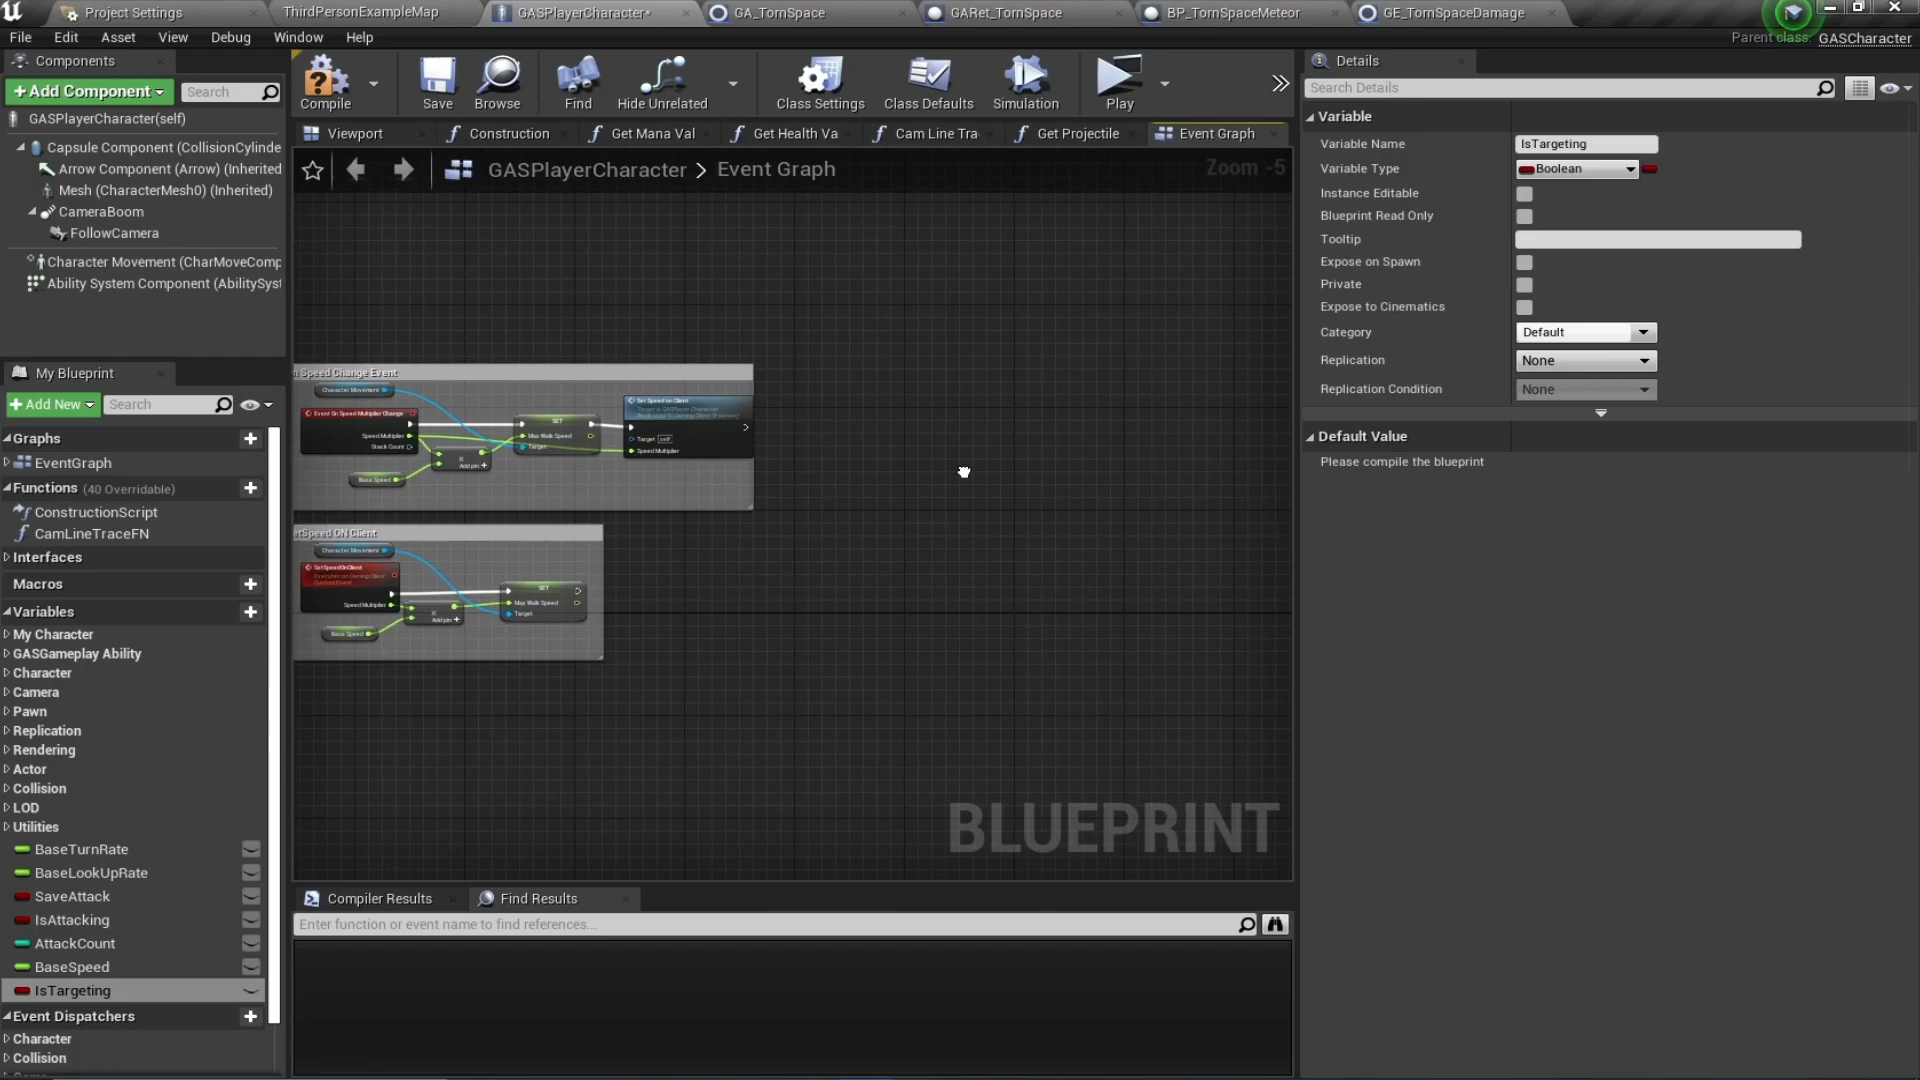 Project Settings
ThirdPersonExampleMap
GASPlayerCharacter*
GA_TornSpace
GARet_TornSpace
BP_TornSpaceMeteor
GE_TornSpaceDamage
File Edit Asset View Debug Window Help
Parent class: GASCharacter
Components
+Add Component
Search
GASPlayerCharacter(self)
Capsule Component (CollisionCylinde
Arrow Component (Arrow) (Inherited)
Mesh (CharacterMesh0) (Inherited)
CameraBoom
FollowCamera
Character Movement (CharMoveComp
Ability System Component (AbilitySyst
My Blueprint
+Add New
Search
Graphs
EventGraph
Functions (40 Overridable)
ConstructionScript
CamLineTraceFN
Interfaces
Macros
Variables
My Character
GASGameplay Ability
Character
Camera
Pawn
Replication
Rendering
Actor
Collision
LOD
Utilities
BaseTurnRate
BaseLookUpRate
SaveAttack
IsAttacking
AttackCount
BaseSpeed
IsTargeting
Event Dispatchers
Character
Collision
Compile
Save
Browse
Find
Hide Unrelated
Class Settings
Class Defaults
Simulation
Play
Viewport
Construction
Get Mana Val
Get Health Va
Cam Line Tra
Get Projectile
Event Graph
GASPlayerCharacter > Event Graph
Zoom -5
n Speed Change Event
Character Movement
Event On Speed Multiplier Change
Speed Multiplier
Stack Count
Base Speed
Add pin +
SET
Max Walk Speed
Target
Set Speed on Client
Target is GASPlayer Character
Replicated To Owning Client (if server)
Target self
Speed Multiplier
etSpeed ON Client
Character Movement
SetSpeedOnClient
Executes on Owning Client
Custom Event
Speed Multiplier
Base Speed
Add pin +
SET
Max Walk Speed
Target
BLUEPRINT
Compiler Results
Find Results
Enter function or event name to find references...
Details
Search Details
Variable
Variable Name IsTargeting
Variable Type Boolean
Instance Editable
Blueprint Read Only
Tooltip
Expose on Spawn
Private
Expose to Cinematics
Category Default
Replication None
Replication Condition None
Default Value
Please compile the blueprint